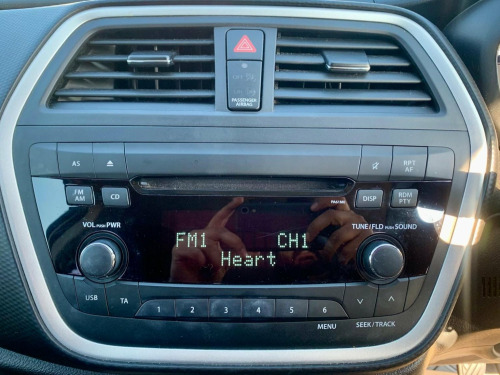 PASSENGER
AIRBAG
AS
RPT
AF
FM
AM
CD
DISP
RDM
PTY
VOL PUSH PWR
TUNE/FLD PUSH SOUND
FM1 CH1
Heart
USB TA 1 2 3 4 5 6
MENU SEEK/TRACK